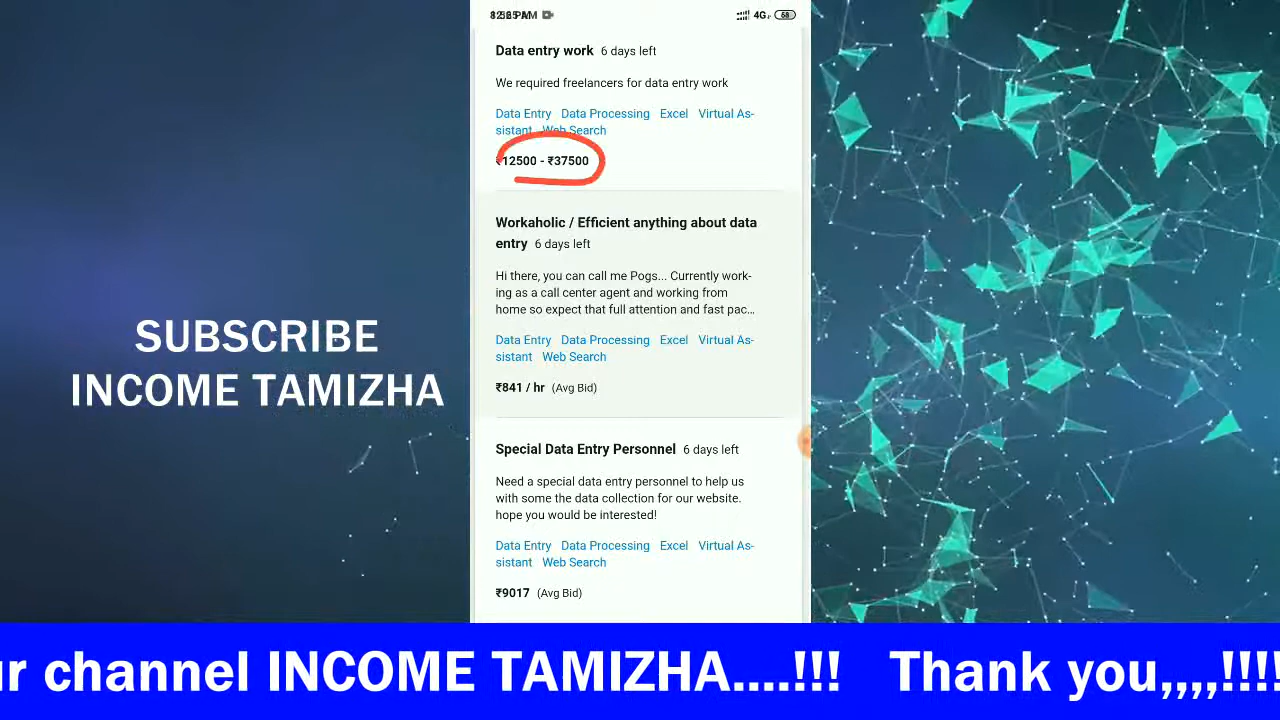 4G
58
Data entry work 6 days left
We required freelancers for data entry work
Data Entry Data Processing Excel Virtual As-
sistant Web Search
₹12500 - ₹37500
Workaholic / Efficient anything about data
entry 6 days left
Hi there, you can call me Pogs... Currently work-
ing as a call center agent and working from
home so expect that full attention and fast pac...
Data Entry Data Processing Excel Virtual As-
sistant Web Search
₹841 / hr (Avg Bid)
Special Data Entry Personnel 6 days left
Need a special data entry personnel to help us
with some the data collection for our website.
hope you would be interested!
Data Entry Data Processing Excel Virtual As-
sistant Web Search
₹9017 (Avg Bid)
SUBSCRIBE
INCOME TAMIZHA
ur channel INCOME TAMIZHA....!!! Thank you,,,,!!!!